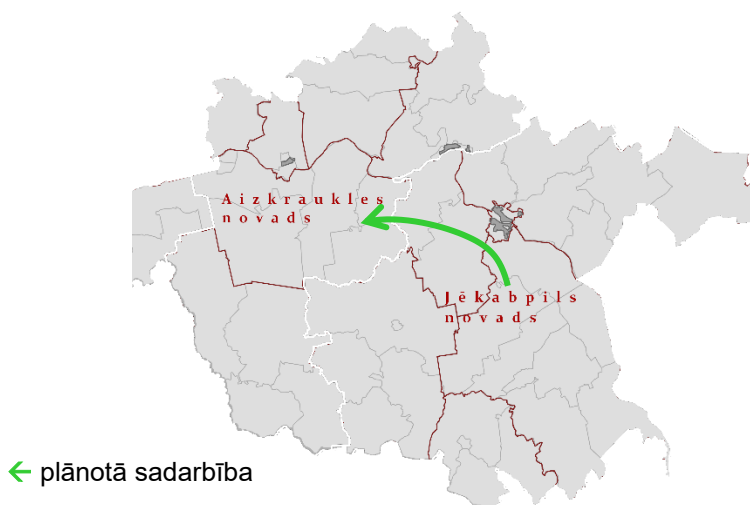 Aizkraukles
novads
Jēkabpils
novads
plānotā sadarbība